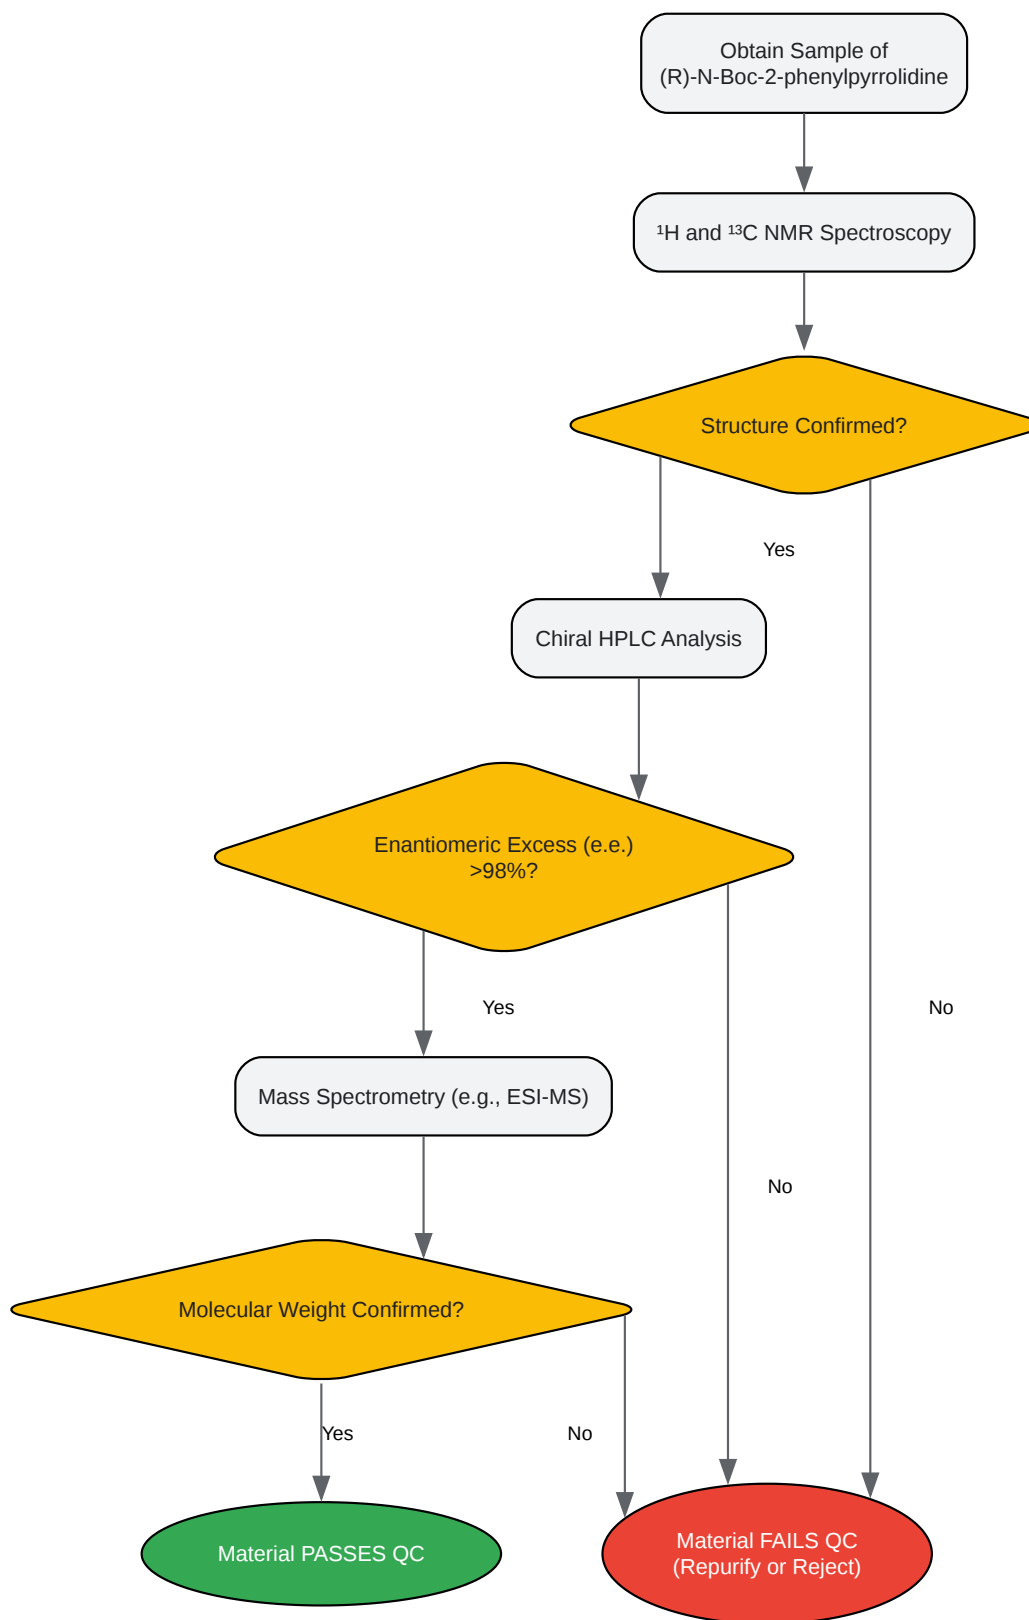 Obtain Sample of
(R)-N-Boc-2-phenylpyrrolidine
¹H and ¹³C NMR Spectroscopy
Structure Confirmed?
Yes
Chiral HPLC Analysis
Enantiomeric Excess (e.e.)
>98%?
Yes
No
Mass Spectrometry (e.g., ESI-MS)
No
Molecular Weight Confirmed?
Yes
No
Material PASSES QC
Material FAILS QC
(Repurify or Reject)